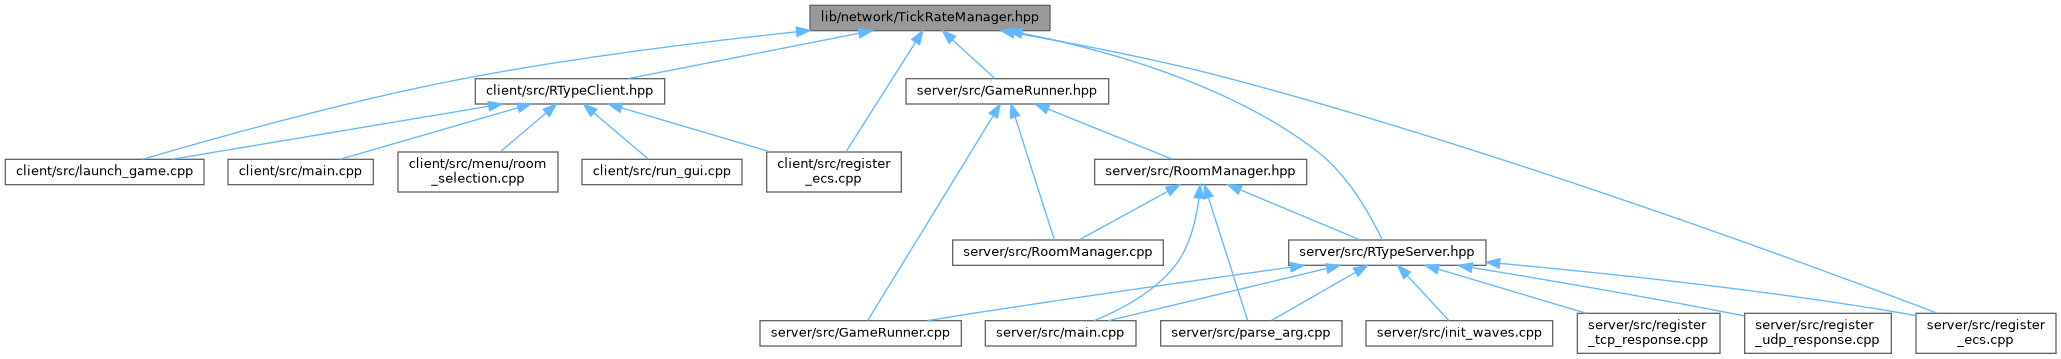 lib/network/TickRateManager.hpp
client/src/RTypeClient.hpp
server/src/GameRunner.hpp
client/src/launch_game.cpp
client/src/main.cpp
client/src/menu/room
_selection.cpp
client/src/run_gui.cpp
client/src/register
_ecs.cpp
server/src/RoomManager.hpp
server/src/RoomManager.cpp
server/src/RTypeServer.hpp
server/src/GameRunner.cpp
server/src/main.cpp
server/src/parse_arg.cpp
server/src/init_waves.cpp
server/src/register
_tcp_response.cpp
server/src/register
_udp_response.cpp
server/src/register
_ecs.cpp